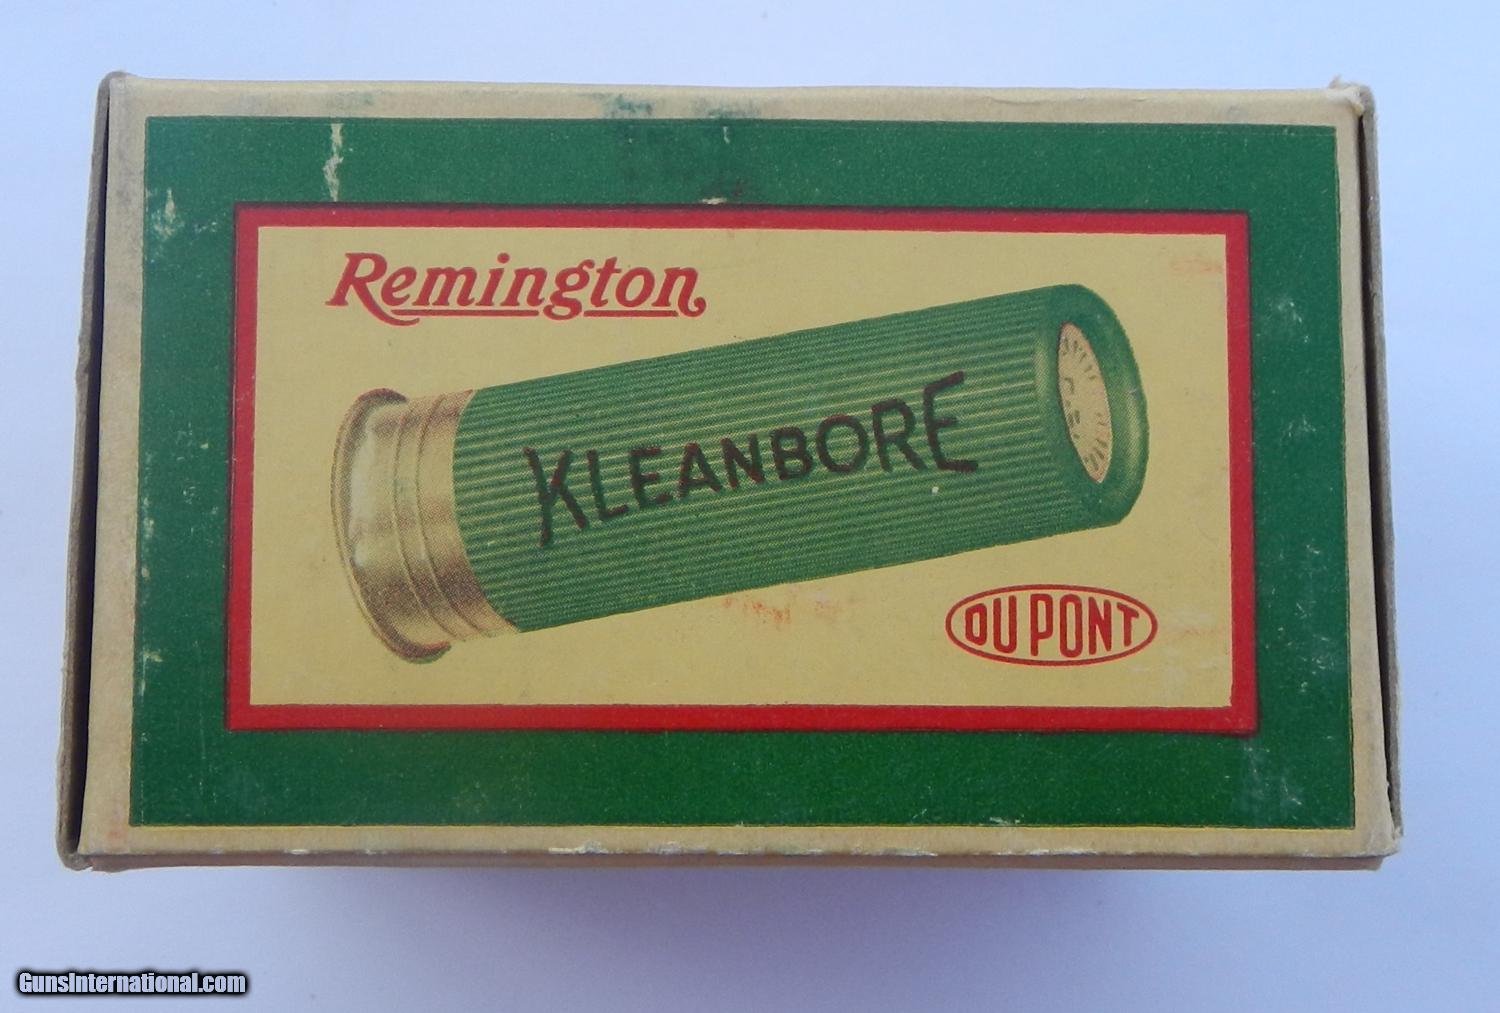 Remington
KLEANBORE
DU PONT
GunsInternational.com